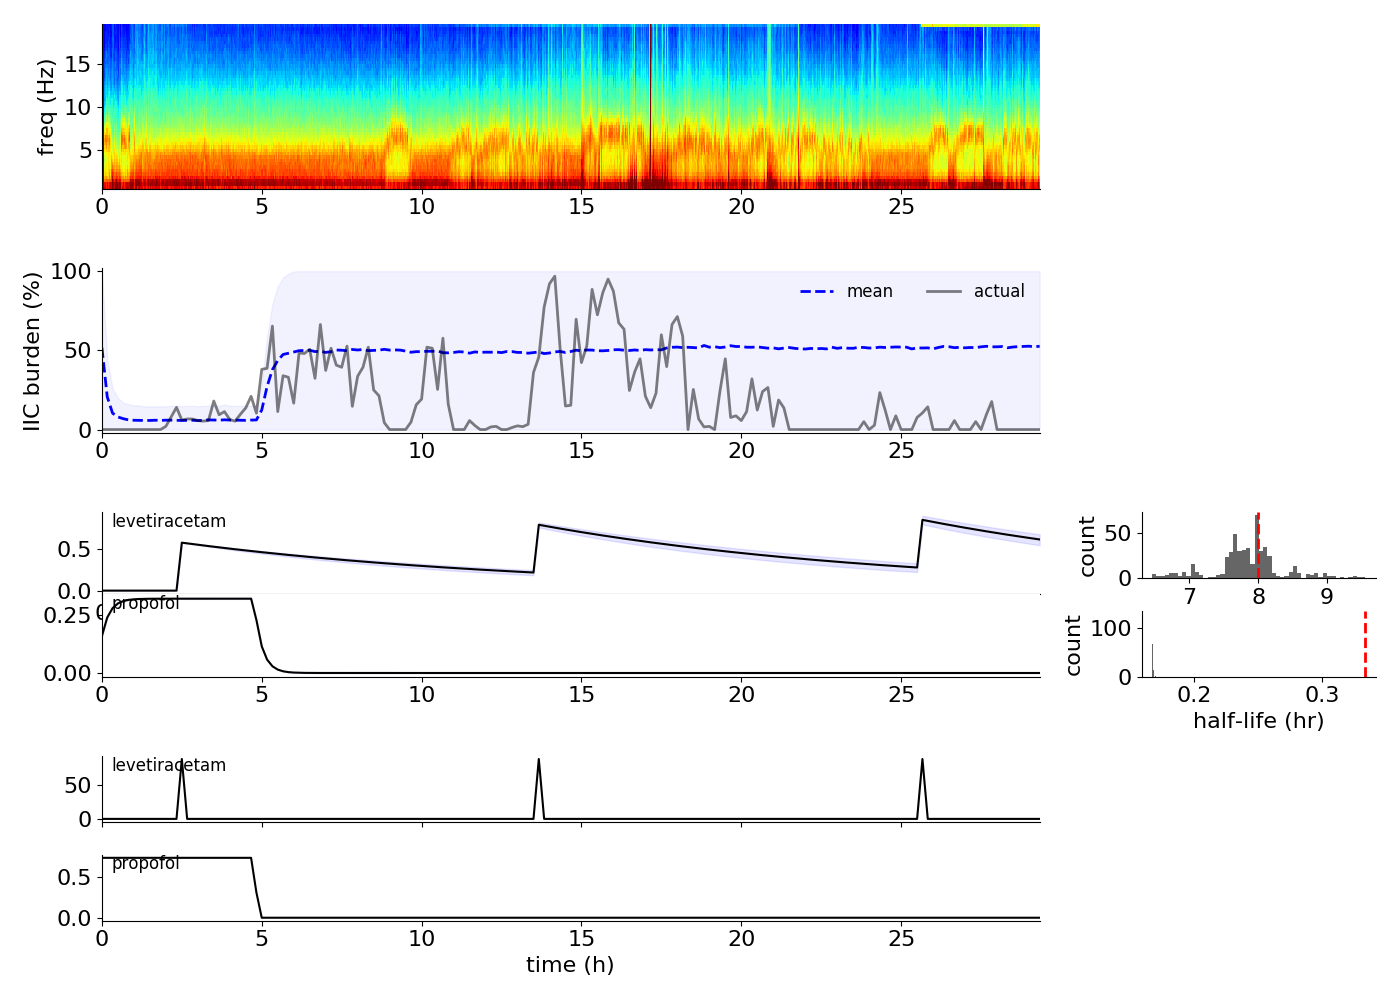 freq (Hz)
15
10
5
0 5 10 15 20 25
IIC burden (%)
100
50
0
mean actual
0 5 10 15 20 25
levetiracetam
0.5
0.0
count
50
0
7 8 9
propofol
0.25
0.00
0 5 10 15 20 25
count
100
0
0.2 0.3
half-life (hr)
levetiracetam
50
0
propofol
0.5
0.0
0 5 10 15 20 25
time (h)